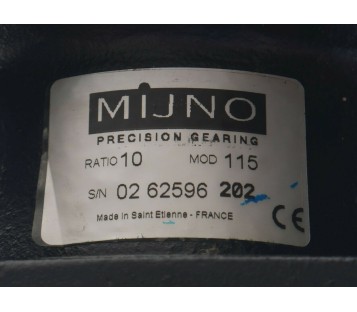 MIJNO
PRECISION GEARING
RATIO 10 MOD 115
S/N 02 62596 202
Made in Saint Etienne - FRANCE
CE